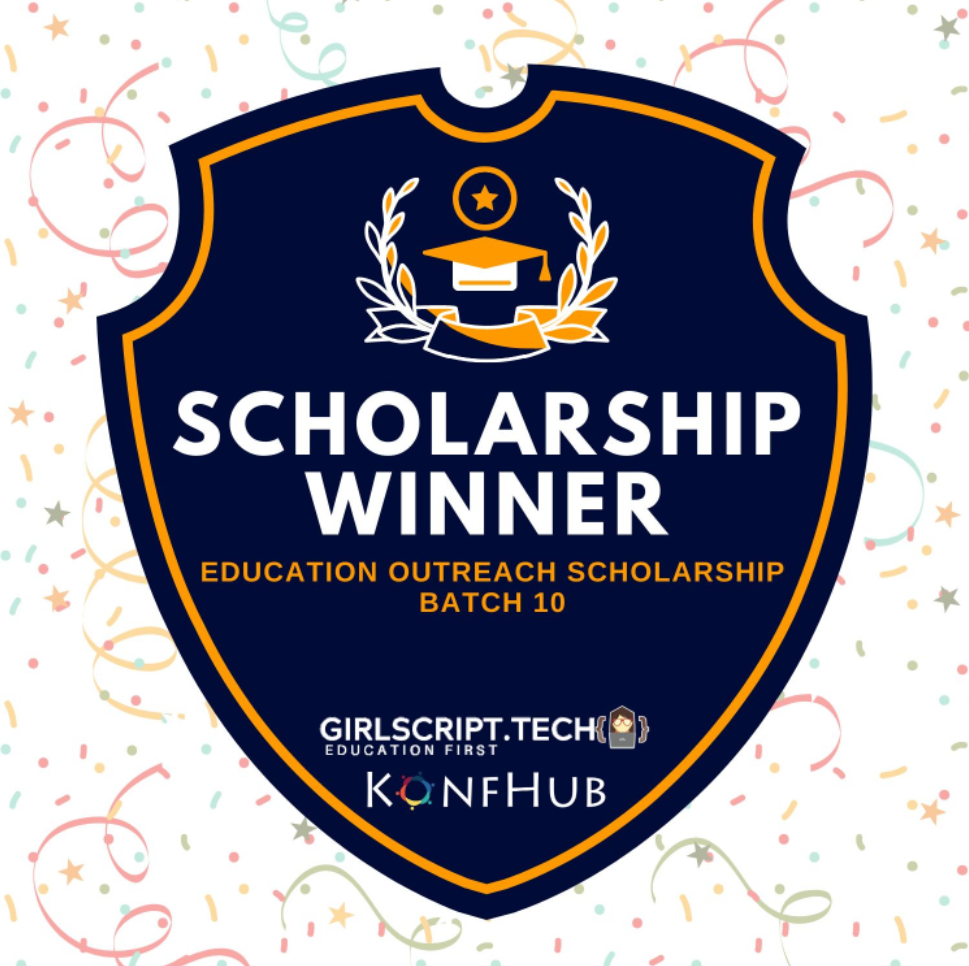 SCHOLARSHIP
WINNER
EDUCATION OUTREACH SCHOLARSHIP
BATCH 10
GIRLSCRIPT.TECH
EDUCATION FIRST
KONFHUB